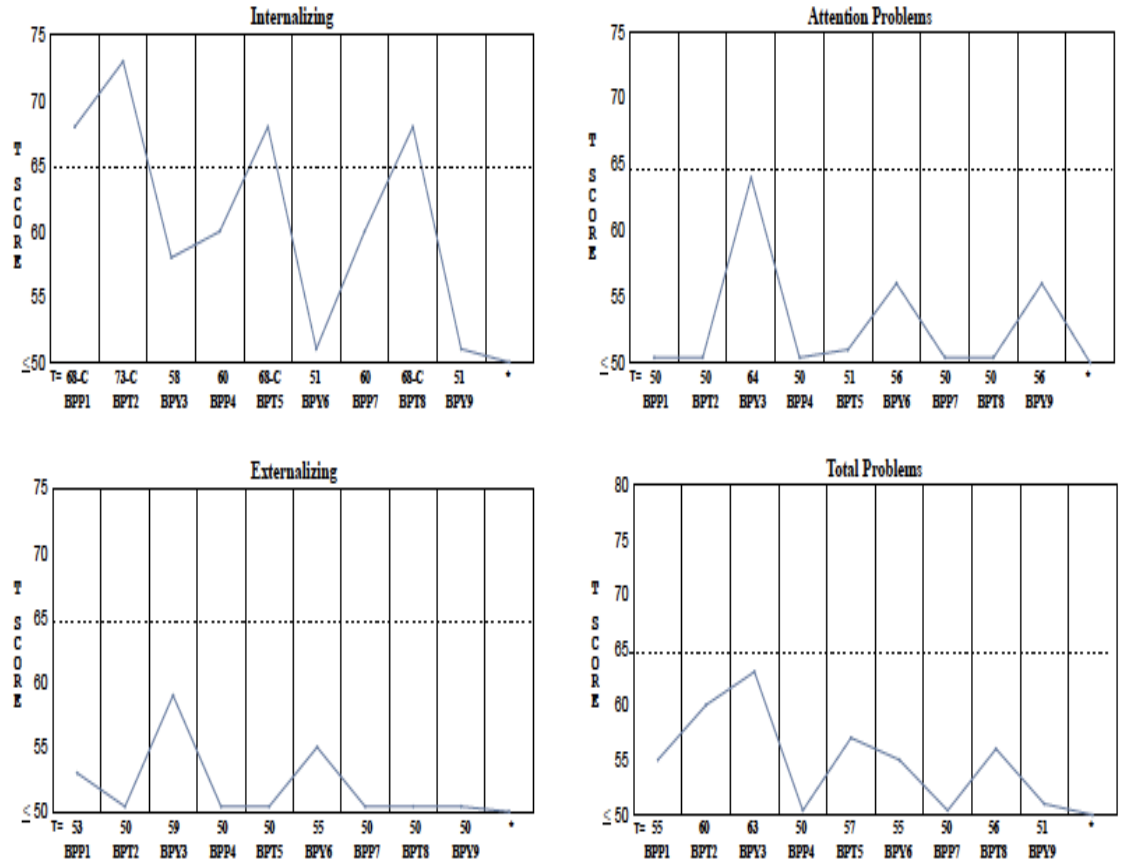 Internalizing
75
70
65
60
55
≤50
T SCORE
T= 68-C 73-C 58 60 68-C 51 60 68-C 51 *
BPP1 BPT2 BPY3 BPP4 BPT5 BPY6 BPP7 BPT8 BPY9
Attention Problems
75
70
65
60
55
≤50
T SCORE
T= 50 50 64 50 51 56 50 50 56 *
BPP1 BPT2 BPY3 BPP4 BPT5 BPY6 BPP7 BPT8 BPY9
Externalizing
75
70
65
60
55
≤50
T SCORE
T= 53 50 59 50 50 55 50 50 50 *
BPP1 BPT2 BPY3 BPP4 BPT5 BPY6 BPP7 BPT8 BPY9
Total Problems
80
75
70
65
60
55
≤50
T SCORE
T= 55 60 63 50 57 55 50 56 51 *
BPP1 BPT2 BPY3 BPP4 BPT5 BPY6 BPP7 BPT8 BPY9